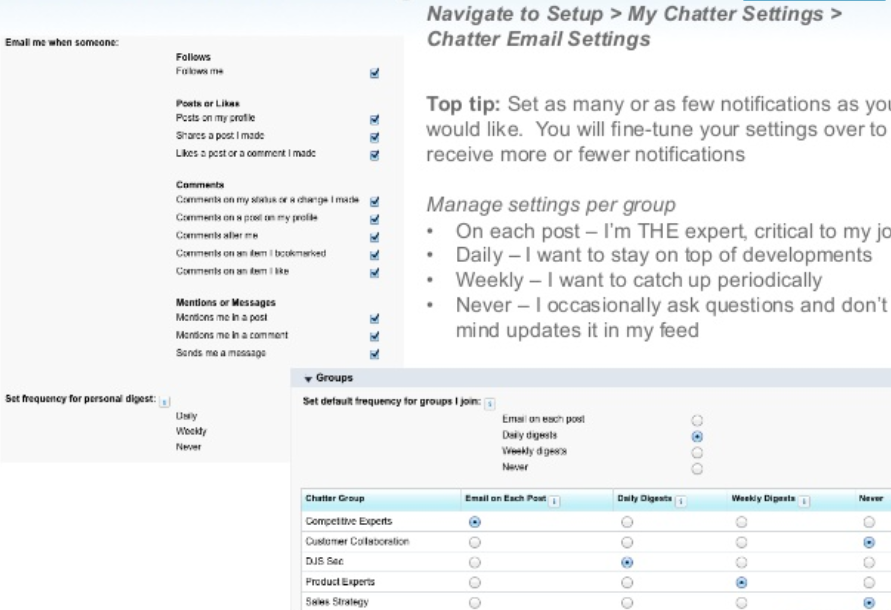 Navigate to Setup > My Chatter Settings >
Chatter Email Settings
Email me when someone:
Follows
Follows me
Posts or Likes
Posts on my profile
Shares a post I made
Likes a post or a comment I made
Comments
Comments on my status or a change I made
Comments on a post on my profile
Comments after me
Comments on an item I bookmarked
Comments on an item I like
Mentions or Messages
Mentions me in a post
Mentions me in a comment
Sends me a message
Set frequency for personal digest:
Daily
Weekly
Never
Top tip: Set as many or as few notifications as you
would like. You will fine-tune your settings over to
receive more or fewer notifications
Manage settings per group
• On each post – I'm THE expert, critical to my
• Daily – I want to stay on top of developments
• Weekly – I want to catch up periodically
• Never – I occasionally ask questions and don't
mind updates it in my feed
Groups
Set default frequency for groups I join:
Email on each post
Daily digests
Weekly digests
Never
Chatter Group Email on Each Post Daily Digests Weekly Digests Never
Competitive Experts
Customer Collaboration
DJS Sec
Product Experts
Sales Strategy